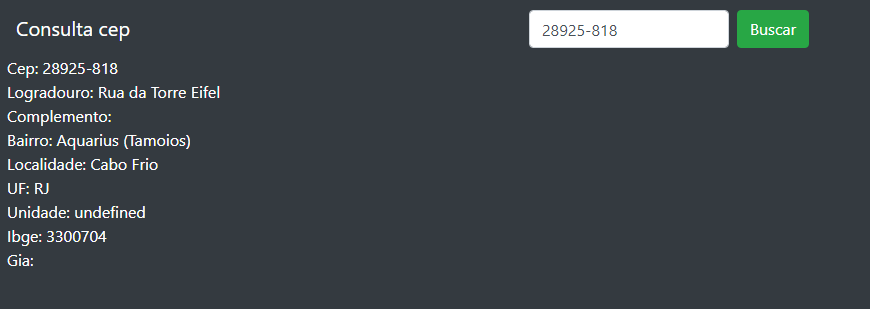 Consulta cep
28925-818
Buscar
Cep: 28925-818
Logradouro: Rua da Torre Eifel
Complemento:
Bairro: Aquarius (Tamoios)
Localidade: Cabo Frio
UF: RJ
Unidade: undefined
Ibge: 3300704
Gia: